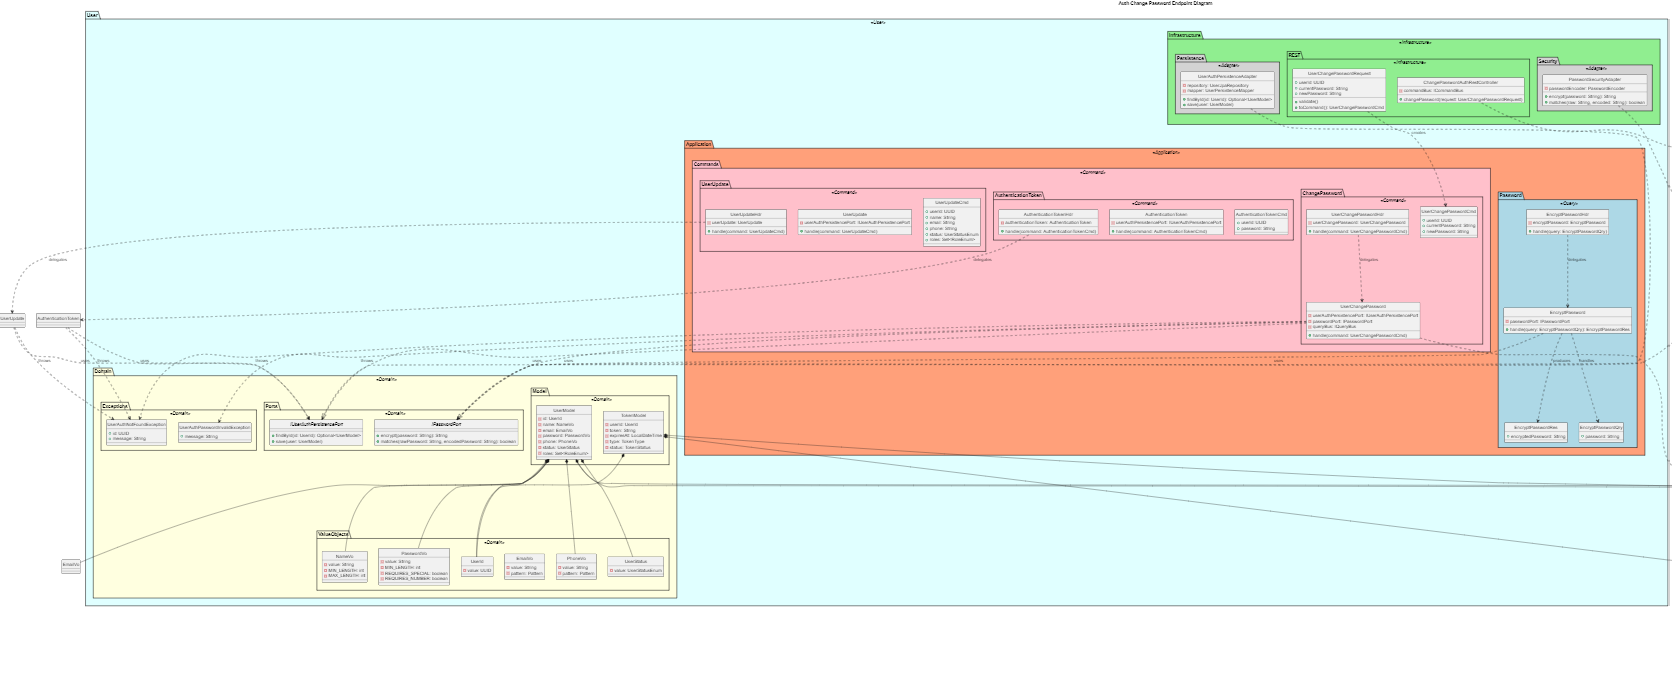 Auth Change Password Endpoint Diagram
User
«User»
Infrastructure
«Infrastructure»
Persistence
«Adapter»
UserAuthPersistenceAdapter
repository: UserJpaRepository
mapper: UserPersistenceMapper
findById(id: UserId): Optional<UserModel>
save(user: UserModel)
REST
«Infrastructure»
UserChangePasswordRequest
userId: UUID
currentPassword: String
newPassword: String
validate()
toCommand(): UserChangePasswordCmd
ChangePasswordAuthRestController
commandBus: ICommandBus
changePassword(request: UserChangePasswordRequest)
Security
«Adapter»
PasswordSecurityAdapter
passwordEncoder: PasswordEncoder
encrypt(password: String): String
matches(raw: String, encoded: String): boolean
Application
«Application»
Commands
«Command»
UserUpdate
«Command»
UserUpdateHdl
userUpdate: UserUpdate
handle(command: UserUpdateCmd)
UserUpdate
userAuthPersistencePort: IUserAuthPersistencePort
handle(command: UserUpdateCmd)
UserUpdateCmd
userId: UUID
name: String
email: String
phone: String
status: UserStatusEnum
roles: Set<RoleEnum>
AuthenticationToken
«Command»
AuthenticationTokenHdl
authenticationToken: AuthenticationToken
handle(command: AuthenticationTokenCmd)
AuthenticationToken
userAuthPersistencePort: IUserAuthPersistencePort
handle(command: AuthenticationTokenCmd)
AuthenticationTokenCmd
userId: UUID
password: String
ChangePassword
«Command»
UserChangePasswordHdl
userChangePassword: UserChangePassword
handle(command: UserChangePasswordCmd)
UserChangePasswordCmd
userId: UUID
currentPassword: String
newPassword: String
delegates
UserChangePassword
userAuthPersistencePort: IUserAuthPersistencePort
passwordPort: IPasswordPort
queryBus: IQueryBus
handle(command: UserChangePasswordCmd)
Password
«Query»
EncryptPasswordHdl
encryptPassword: EncryptPassword
handle(query: EncryptPasswordQry)
delegates
EncryptPassword
passwordPort: IPasswordPort
handle(query: EncryptPasswordQry): EncryptPasswordRes
produces
handles
EncryptPasswordRes
encryptedPassword: String
EncryptPasswordQry
password: String
creates
delegates
delegates
UserUpdate
AuthenticationToken
throws
uses
throws
uses
throws
throws
uses
uses
uses
Domain
«Domain»
Exceptions
«Domain»
UserAuthNotFoundException
id: UUID
message: String
UserAuthPasswordInvalidException
message: String
Ports
«Domain»
IUserAuthPersistencePort
findById(id: UserId): Optional<UserModel>
save(user: UserModel)
IPasswordPort
encrypt(password: String): String
matches(rawPassword: String, encodedPassword: String): boolean
Model
«Domain»
UserModel
id: UserId
name: NameVo
email: EmailVo
password: PasswordVo
phone: PhoneVo
status: UserStatus
roles: Set<RoleEnum>
TokenModel
userId: UserId
token: String
expiresAt: LocalDateTime
type: TokenType
status: TokenStatus
ValueObjects
«Domain»
NameVo
value: String
MIN_LENGTH: int
MAX_LENGTH: int
PasswordVo
value: String
MIN_LENGTH: int
REQUIRES_SPECIAL: boolean
REQUIRES_NUMBER: boolean
UserId
value: UUID
EmailVo
value: String
pattern: Pattern
PhoneVo
value: String
pattern: Pattern
UserStatus
value: UserStatusEnum
EmailVo